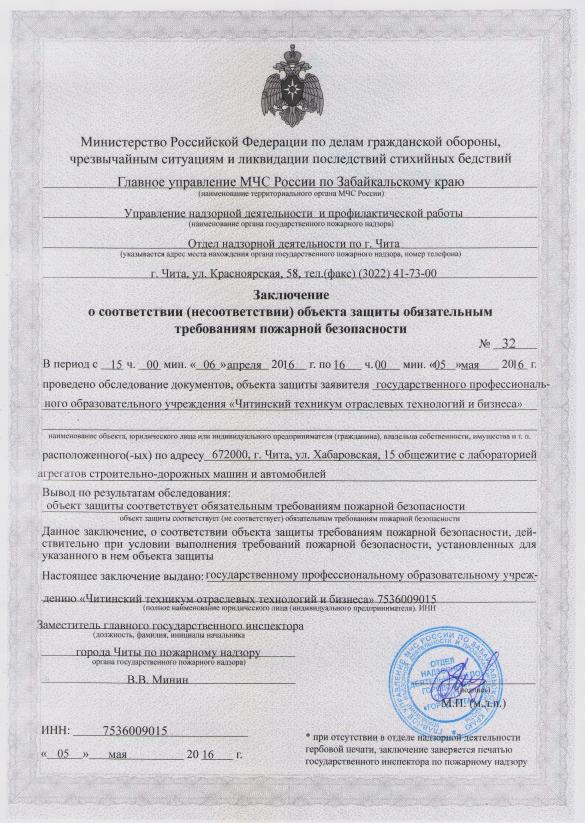 Министерство Российской Федерации по делам гражданской обороны,
чрезвычайным ситуациям и ликвидации последствий стихийных бедствий
Главное управление МЧС России по Забайкальскому краю
(наименование территориального органа МЧС России)
Управление надзорной деятельности и профилактической работы
(наименование органа государственного пожарного надзора)
Отдел надзорной деятельности по г. Чита
(указывается адрес места нахождения органа государственного пожарного надзора, номер телефона)
г. Чита, ул. Красноярская, 58, тел.(факс) (3022) 41-73-00
Заключение
о соответствии (несоответствии) объекта защиты обязательным
требованиям пожарной безопасности
№ 32
В период с 15 ч. 00 мин. « 06 » апреля 2016 г. по 16 ч. 00 мин. «05 »мая 2016 г.
проведено обследование документов, объекта защиты заявителя государственного профессиональ-
ного образовательного учреждения «Читинский техникум отраслевых технологий и бизнеса»
наименование объекта, юридического лица или индивидуального предпринимателя (гражданина), владельца собственности, имущества и т. п.
расположенного(-ых) по адресу 672000, г. Чита, ул. Хабаровская, 15 общежитие с лабораторией
агрегатов строительно-дорожных машин и автомобилей
Вывод по результатам обследования:
объект защиты соответствует обязательным требованиям пожарной безопасности
объект защиты соответствует (не соответствует) обязательным требованиям пожарной безопасности
Данное заключение, о соответствии объекта защиты требованиям пожарной безопасности, дей-
ствительно при условии выполнения требований пожарной безопасности, установленных для
указанного в нем объекта защиты
Настоящее заключение выдано: государственному профессиональному образовательному учреж-
дению «Читинский техникум отраслевых технологий и бизнеса» 7536009015
(полное наименование юридического лица (индивидуального предпринимателя). ИНН
Заместитель главного государственного инспектора
(должность, фамилия, инициалы начальника
города Читы по пожарному надзору
органа государственного пожарного надзора)
В.В. Минин
(подпись)
М.П. (м.л.п.)
ИНН: 7536009015
« 05 » мая 2016 г.
* при отсутствии в отделе надзорной деятельности
гербовой печати, заключение заверяется печатью
государственного инспектора по пожарному надзору